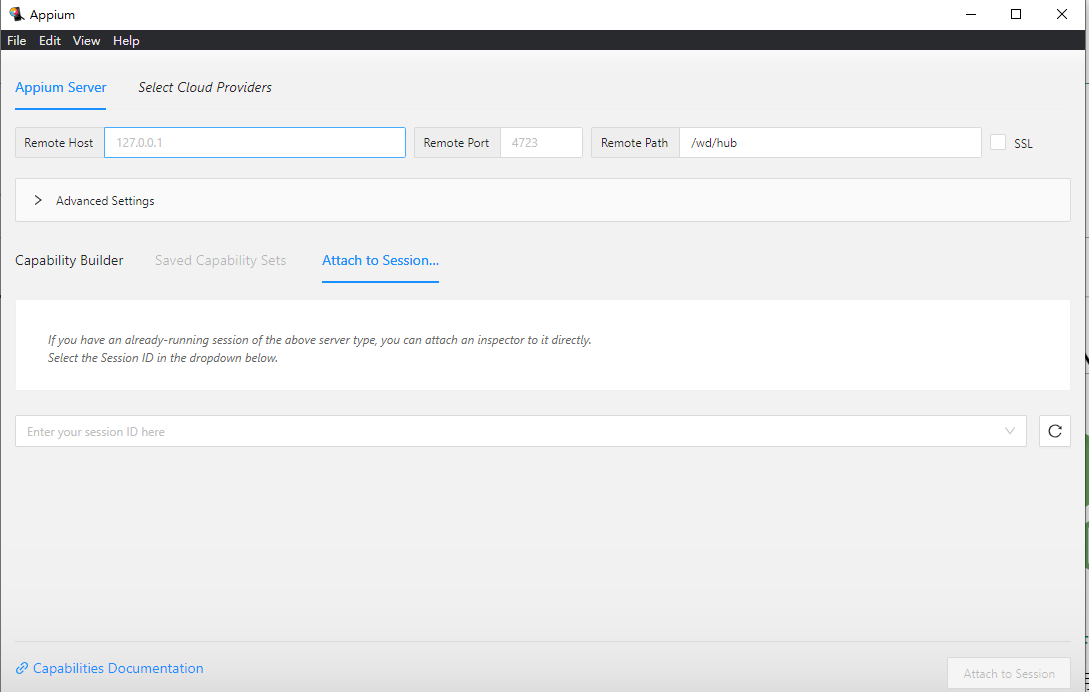 Appium
File Edit View Help
Appium Server Select Cloud Providers
Remote Host 127.0.0.1 Remote Port 4723 Remote Path /wd/hub SSL
Advanced Settings
Capability Builder Saved Capability Sets Attach to Session...
If you have an already-running session of the above server type, you can attach an inspector to it directly.
Select the Session ID in the dropdown below.
Enter your session ID here
Capabilities Documentation
Attach to Session